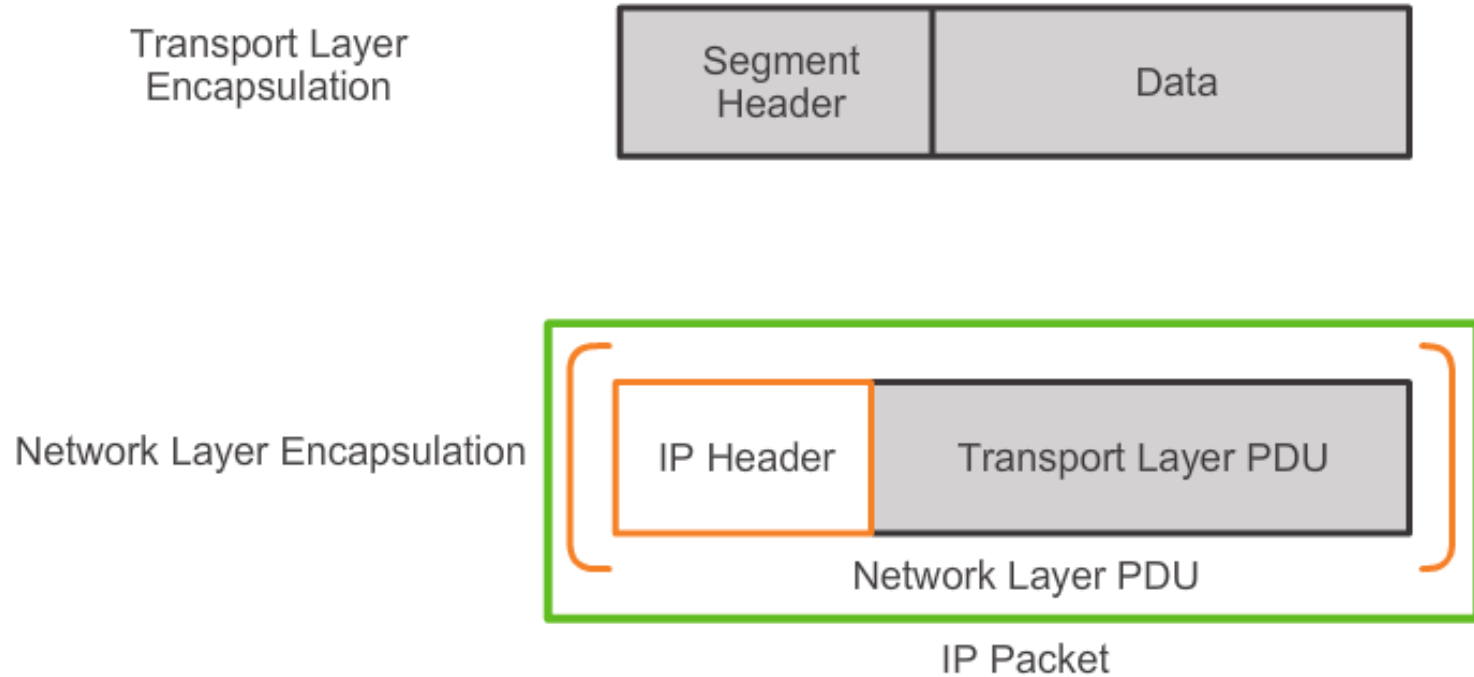 Transport Layer
Encapsulation
Segment
Header
Data
Network Layer Encapsulation
IP Header
Transport Layer PDU
Network Layer PDU
IP Packet